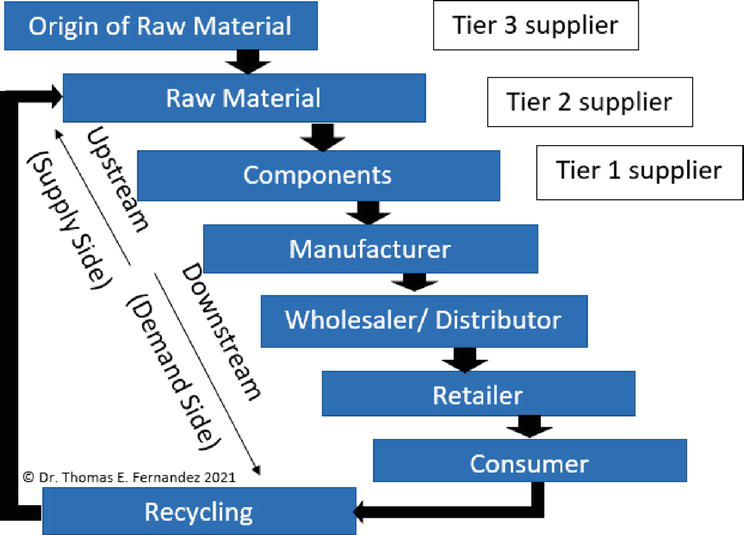 Origin of Raw Material
Tier 3 supplier
Raw Material
Tier 2 supplier
Components
Tier 1 supplier
Upstream
(Supply Side)
Manufacturer
Downstream
(Demand Side)
Wholesaler/ Distributor
Retailer
Consumer
© Dr. Thomas E. Fernandez 2021
Recycling